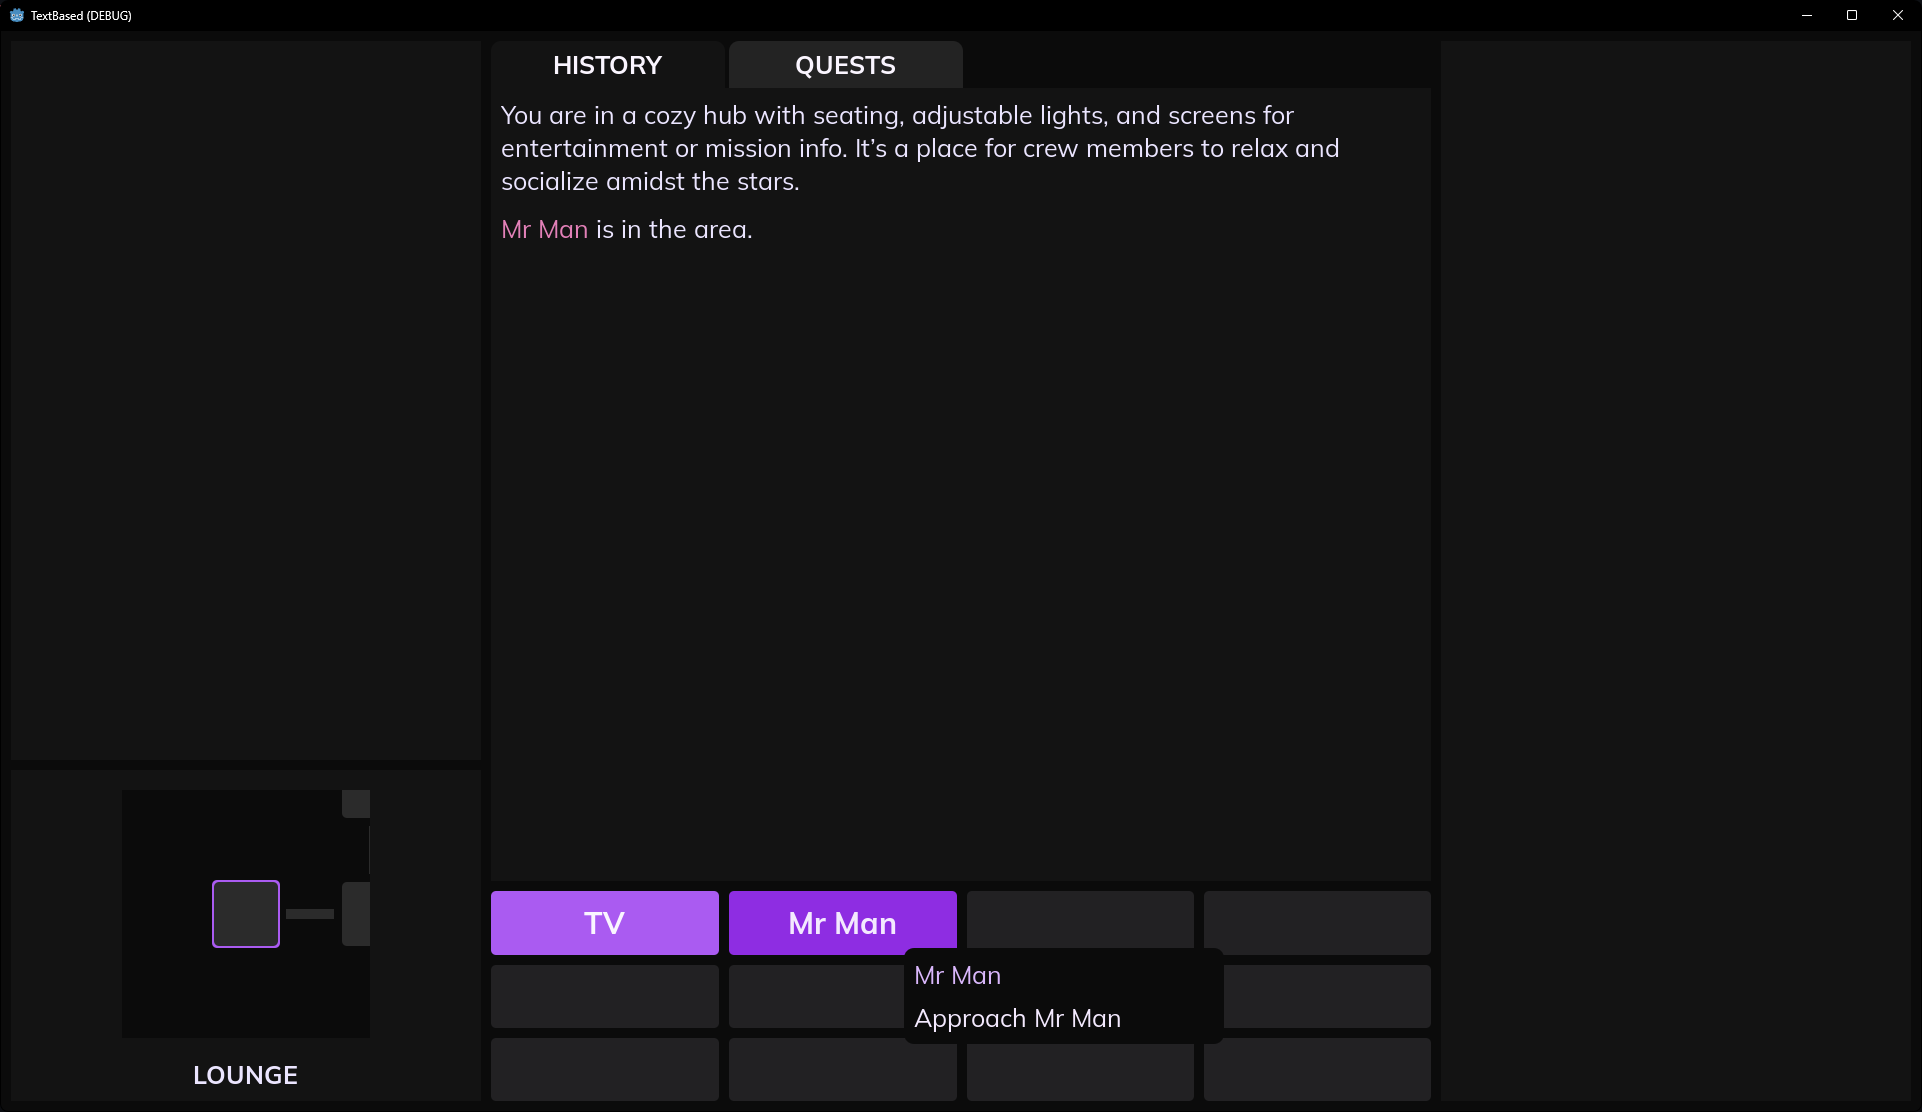 TextBased (DEBUG)
HISTORY
QUESTS
You are in a cozy hub with seating, adjustable lights, and screens for
entertainment or mission info. It’s a place for crew members to relax and
socialize amidst the stars.
Mr Man is in the area.
TV
Mr Man
Mr Man
Approach Mr Man
LOUNGE